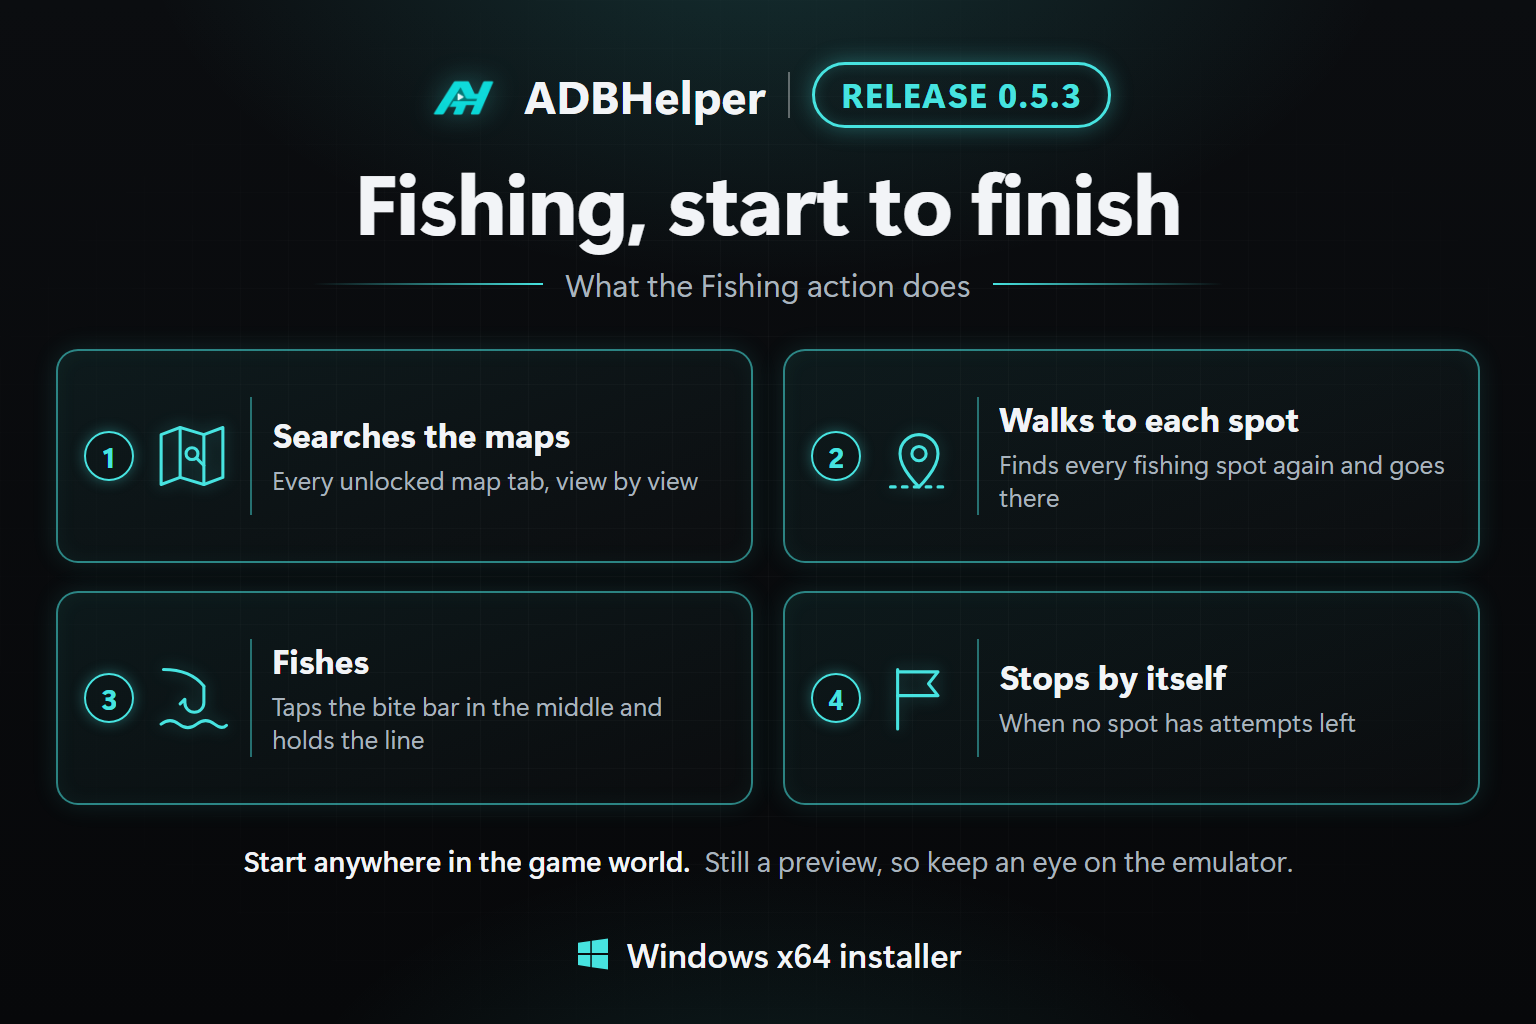 ADBHelper
RELEASE 0.5.3
Fishing, start to finish
What the Fishing action does
1
Searches the maps
Every unlocked map tab, view by view
2
Walks to each spot
Finds every fishing spot again and goes
there
3
Fishes
Taps the bite bar in the middle and
holds the line
4
Stops by itself
When no spot has attempts left
Start anywhere in the game world. Still a preview, so keep an eye on the emulator.
Windows x64 installer